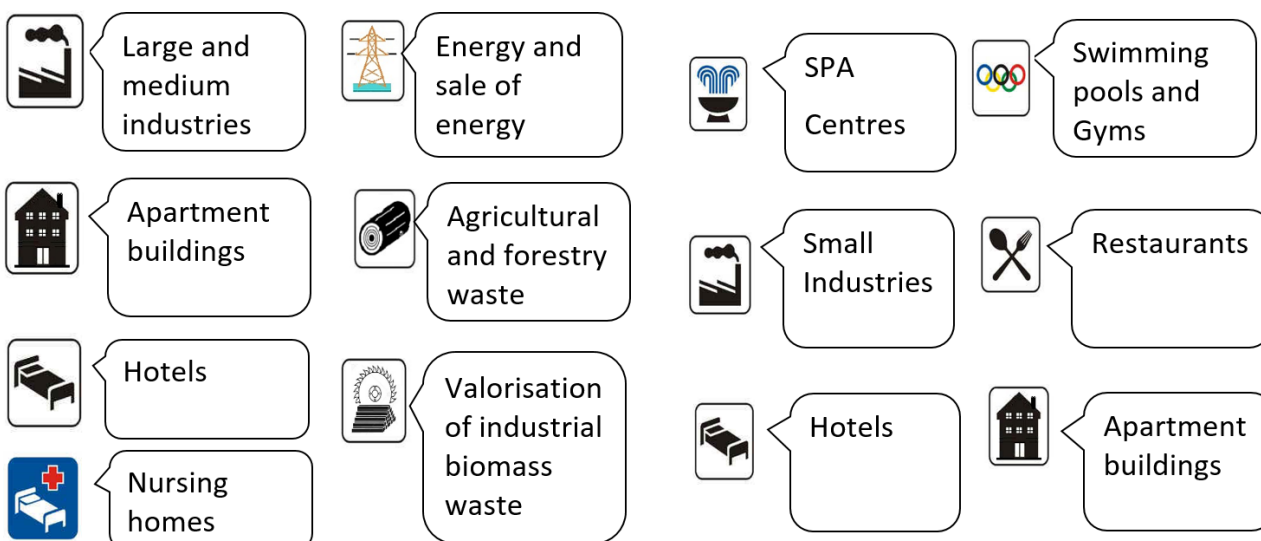 Large and
medium
industries
Energy and
sale of
energy
SPA
Centres
Swimming
pools and
Gyms
Apartment
buildings
Agricultural
and forestry
waste
Small
Industries
Restaurants
Hotels
Valorisation
of industrial
biomass
waste
Hotels
Apartment
buildings
Nursing
homes